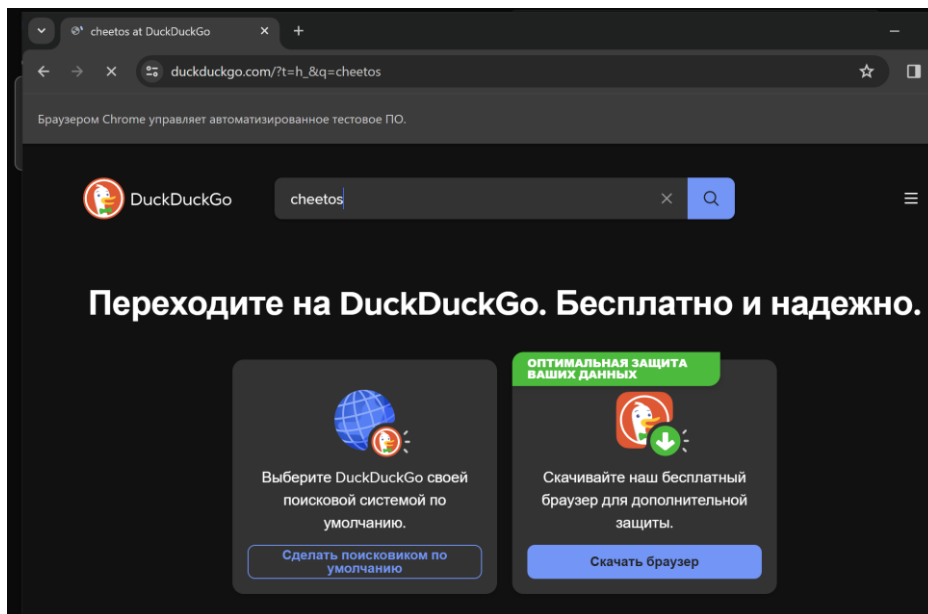 cheetos at DuckDuckGo
duckduckgo.com/?t=h_&q=cheetos
Браузером Chrome управляет автоматизированное тестовое ПО.
DuckDuckGo
cheetos
Переходите на DuckDuckGo. Бесплатно и надежно.
Выберите DuckDuckGo своей
поисковой системой по
умолчанию.
Сделать поисковиком по
умолчанию
ОПТИМАЛЬНАЯ ЗАЩИТА
ВАШИХ ДАННЫХ
Скачивайте наш бесплатный
браузер для дополнительной
защиты.
Скачать браузер